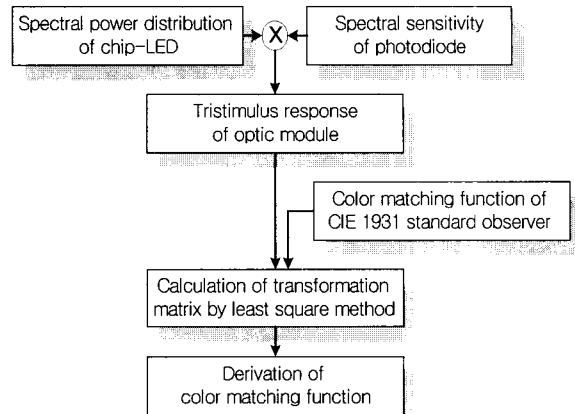 Spectral power distribution
of chip-LED
X
Spectral sensitivity
of photodiode
Tristimulus response
of optic module
Color matching function of
CIE 1931 standard observer
Calculation of transformation
matrix by least square method
Derivation of
color matching function